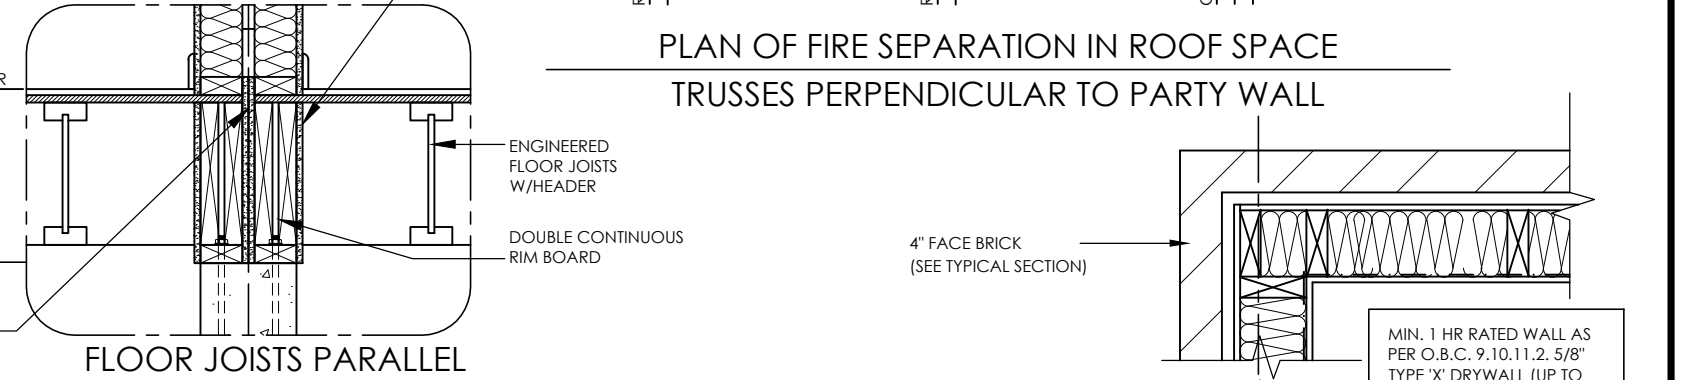 PLAN OF FIRE SEPARATION IN ROOF SPACE
TRUSSES PERPENDICULAR TO PARTY WALL
R
ENGINEERED
FLOOR JOISTS
W/HEADER
DOUBLE CONTINUOUS
RIM BOARD
FLOOR JOISTS PARALLEL
4" FACE BRICK
(SEE TYPICAL SECTION)
MIN. 1 HR RATED WALL AS
PER O.B.C. 9.10.11.2. 5/8"
TYPE 'X' DRYWALL (UP TO